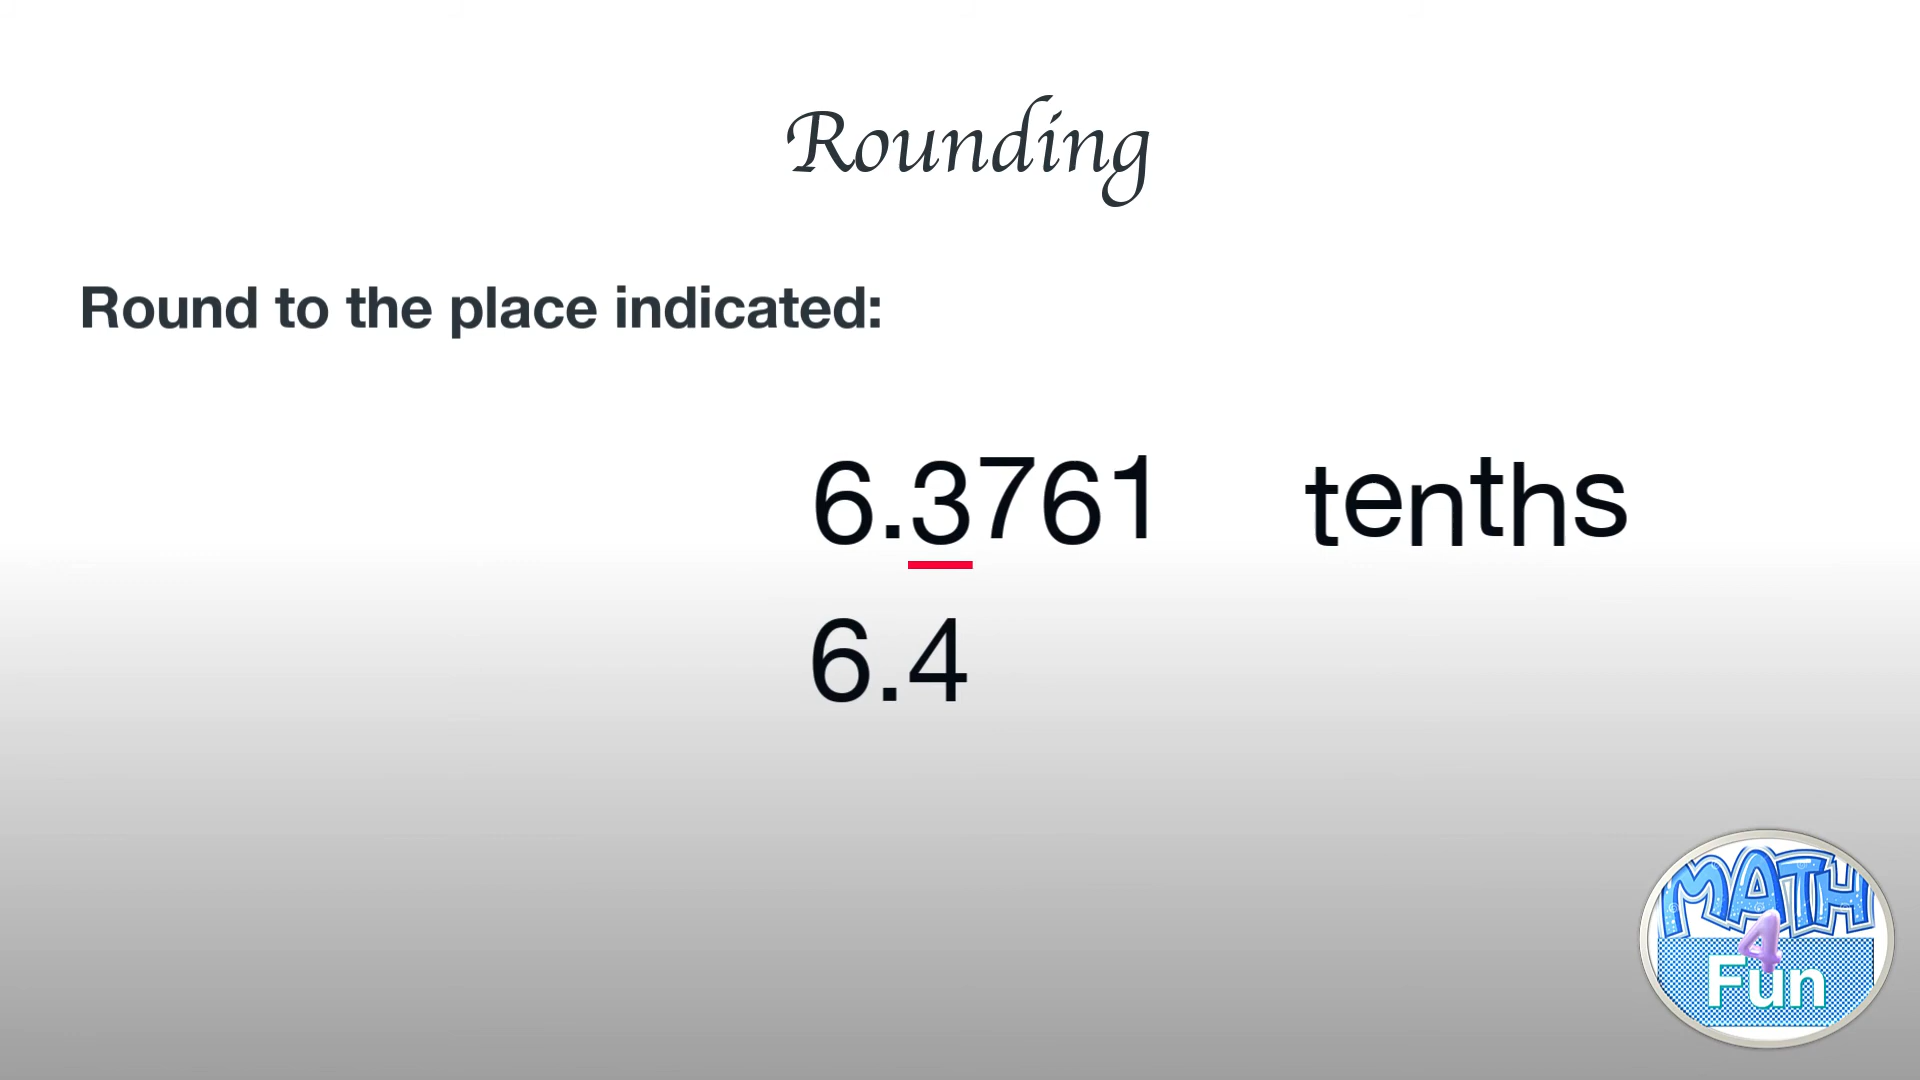 Rounding
Round to the place indicated:
6.3761 tenths
6.4
MATH
4
Fun